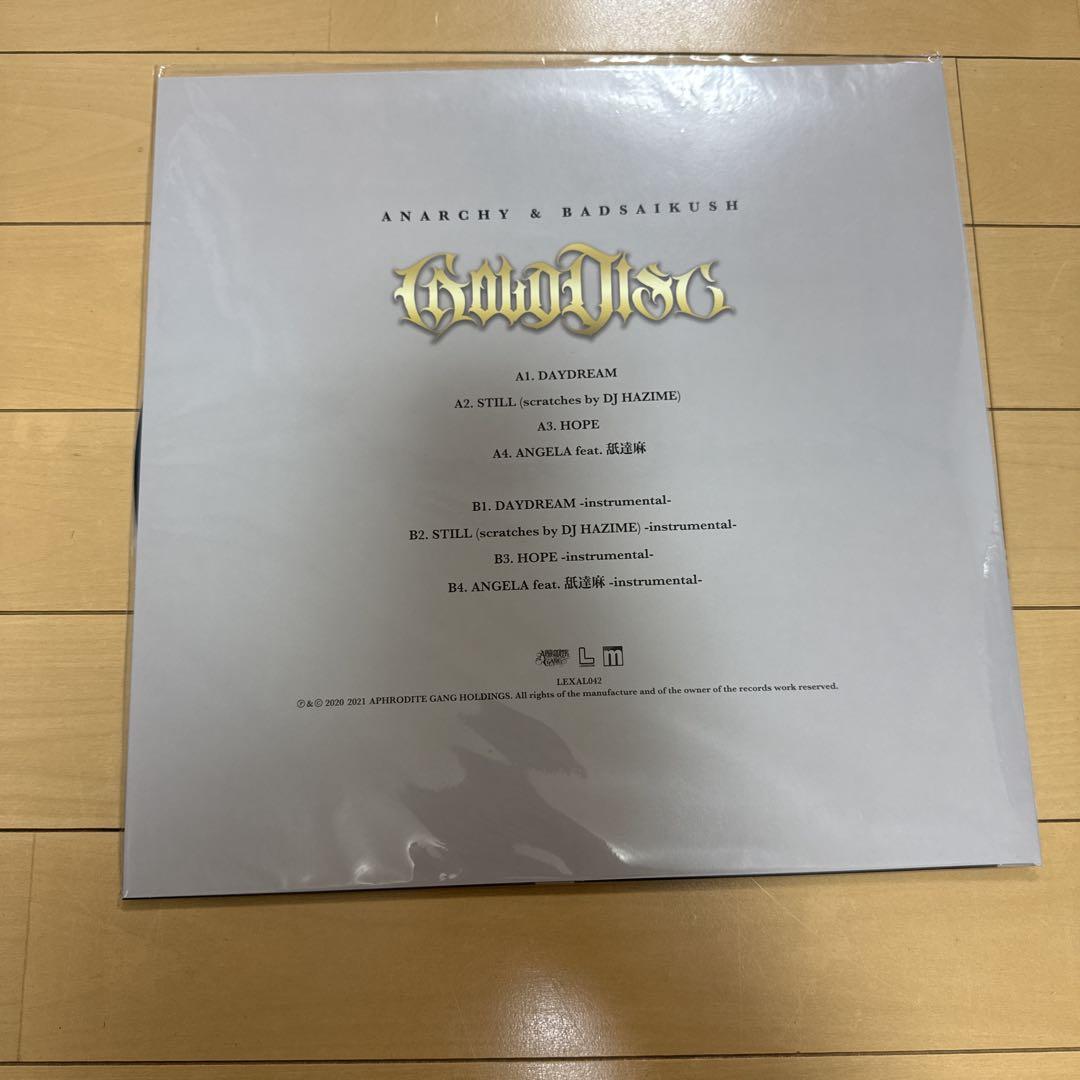 ANARCHY & BADSAIKUSH
GOLD DISC
A1. DAYDREAM
A2. STILL (scratches by DJ HAZIME)
A3. HOPE
A4. ANGELA feat. 舐達麻
B1. DAYDREAM -instrumental-
B2. STILL (scratches by DJ HAZIME) -instrumental-
B3. HOPE -instrumental-
B4. ANGELA feat. 舐達麻 -instrumental-
APHRODITE GANG L m
LEXAL042
℗&© 2020 2021 APHRODITE GANG HOLDINGS. All rights of the manufacture and of the owner of the records work reserved.